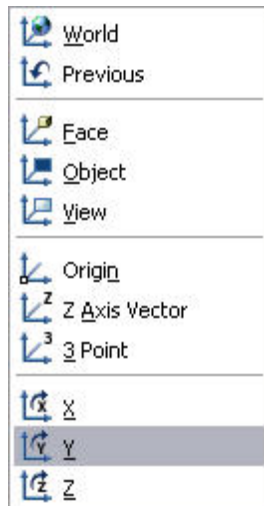 World
Previous
Face
Object
View
Origin
Z Axis Vector
3 Point
X
Y
Z